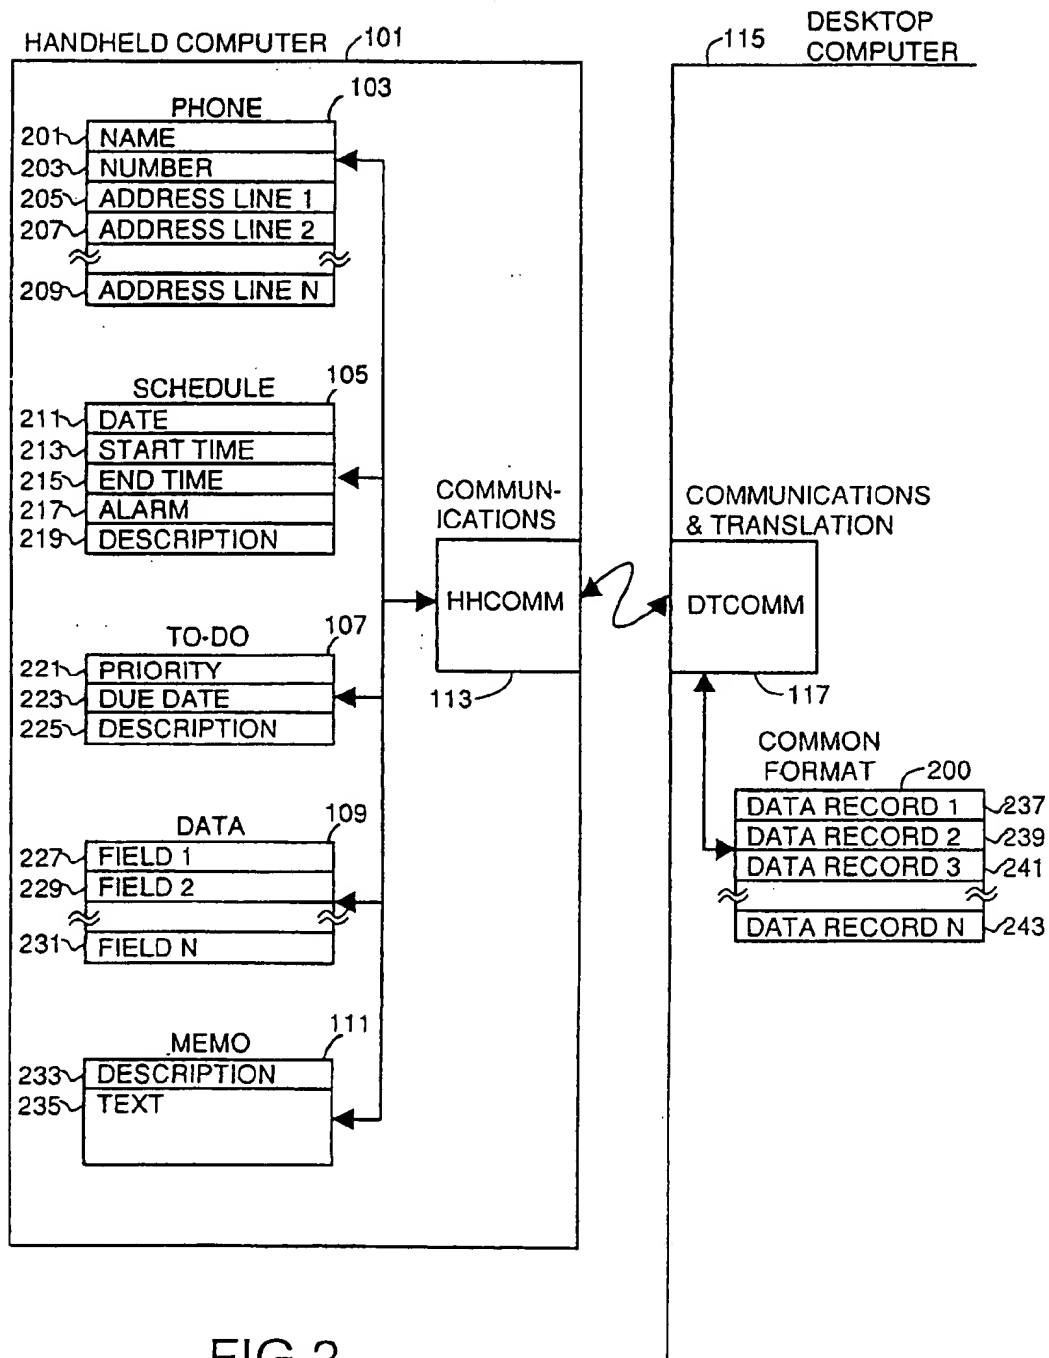 HANDHELD COMPUTER 101
PHONE 103
201 NAME
203 NUMBER
205 ADDRESS LINE 1
207 ADDRESS LINE 2
209 ADDRESS LINE N
SCHEDULE 105
211 DATE
213 START TIME
215 END TIME
217 ALARM
219 DESCRIPTION
TO-DO 107
221 PRIORITY
223 DUE DATE
225 DESCRIPTION
DATA 109
227 FIELD 1
229 FIELD 2
231 FIELD N
MEMO 111
233 DESCRIPTION
235 TEXT
COMMUN-
ICATIONS
HHCOMM
113
115 DESKTOP
COMPUTER
COMMUNICATIONS
& TRANSLATION
DTCOMM
117
COMMON
FORMAT 200
DATA RECORD 1 237
DATA RECORD 2 239
DATA RECORD 3 241
DATA RECORD N 243
FIG 2